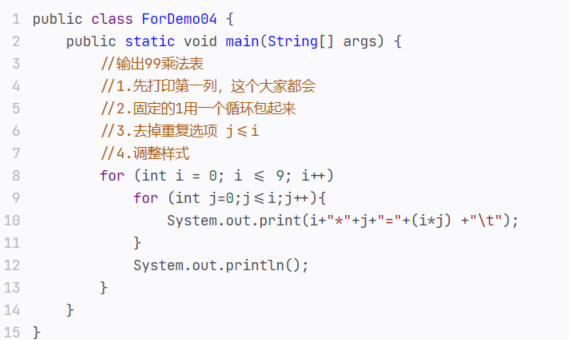 1 public class ForDemo04 {
2 public static void main(String[] args) {
3 //输出99乘法表
4 //1.先打印第一列，这个大家都会
5 //2.固定的1用一个循环包起来
6 //3.去掉重复选项 j<=i
7 //4.调整样式
8 for (int i = 0; i <= 9; i++)
9 for (int j=0;j<=i;j++){
10 System.out.print(i+"*"+j+"="+(i*j) +"\t");
11 }
12 System.out.println();
13 }
14 }
15 }